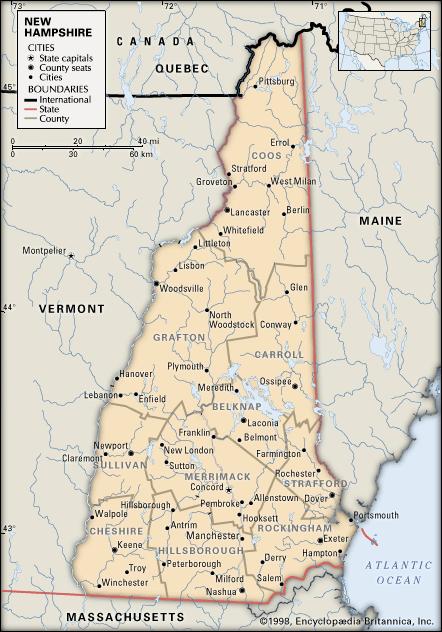 73°
72°
71°
NEW
HAMPSHIRE
CITIES
State capitals
County seats
Cities
BOUNDARIES
International
State
County
0 20 40 mi
0 30 60 km
CANADA
QUEBEC
45°
Pittsburg
Errol
COOS
Stratford
Groveton
West Milan
Lancaster
Berlin
Whitefield
Littleton
MAINE
Montpelier
Lisbon
Woodsville
Glen
44°
VERMONT
North
Woodstock
Conway
GRAFTON
CARROLL
Plymouth
Hanover
Meredith
Ossipee
Lebanon
Enfield
BELKNAP
Laconia
Franklin
Belmont
Newport
New London
Farmington
Claremont
SULLIVAN
Sutton
Rochester
MERRIMACK
STRAFFORD
Concord
Dover
Hillsborough
Pembroke
Allenstown
Walpole
Hooksett
Portsmouth
43°
CHESHIRE
Antrim
ROCKINGHAM
Manchester
Exeter
Keene
HILLSBOROUGH
Hampton
Troy
Peterborough
Derry
ATLANTIC
OCEAN
Winchester
Milford
Salem
Nashua
MASSACHUSETTS
©1998, Encyclopædia Britannica, Inc.